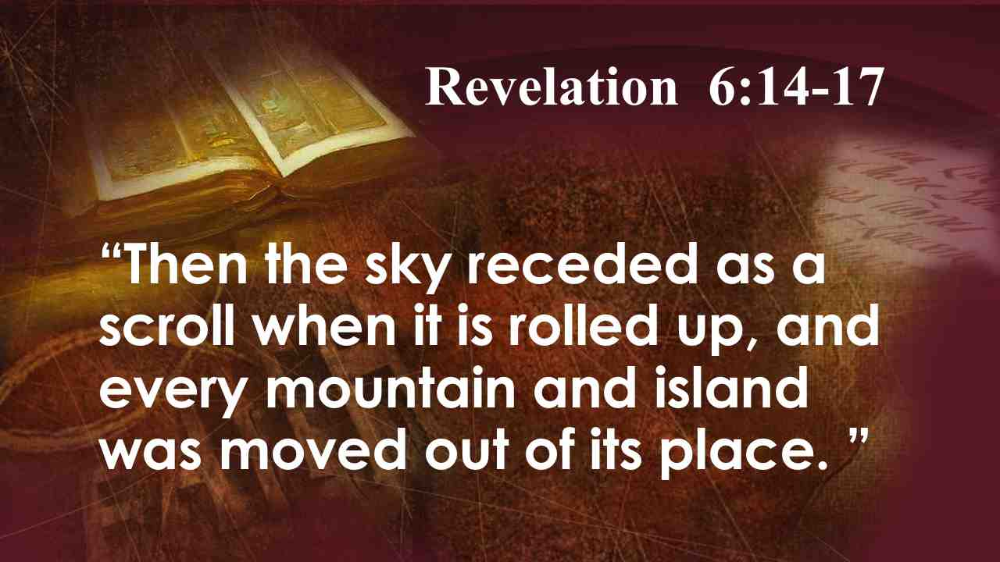 Revelation 6:14-17
“Then the sky receded as a
scroll when it is rolled up, and
every mountain and island
was moved out of its place. ”